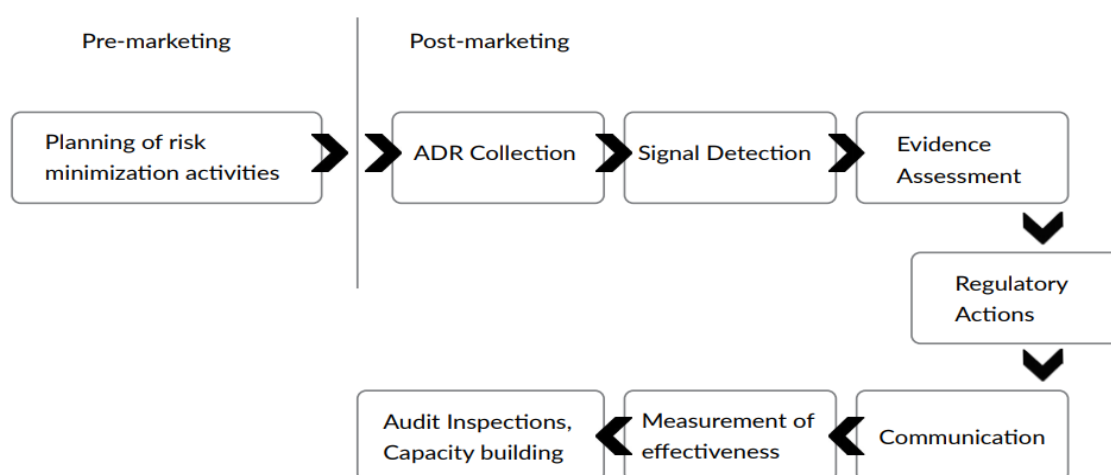 Pre-marketing
Post-marketing
Planning of risk
minimization activities
ADR Collection
Signal Detection
Evidence
Assessment
Regulatory
Actions
Communication
Measurement of
effectiveness
Audit Inspections,
Capacity building